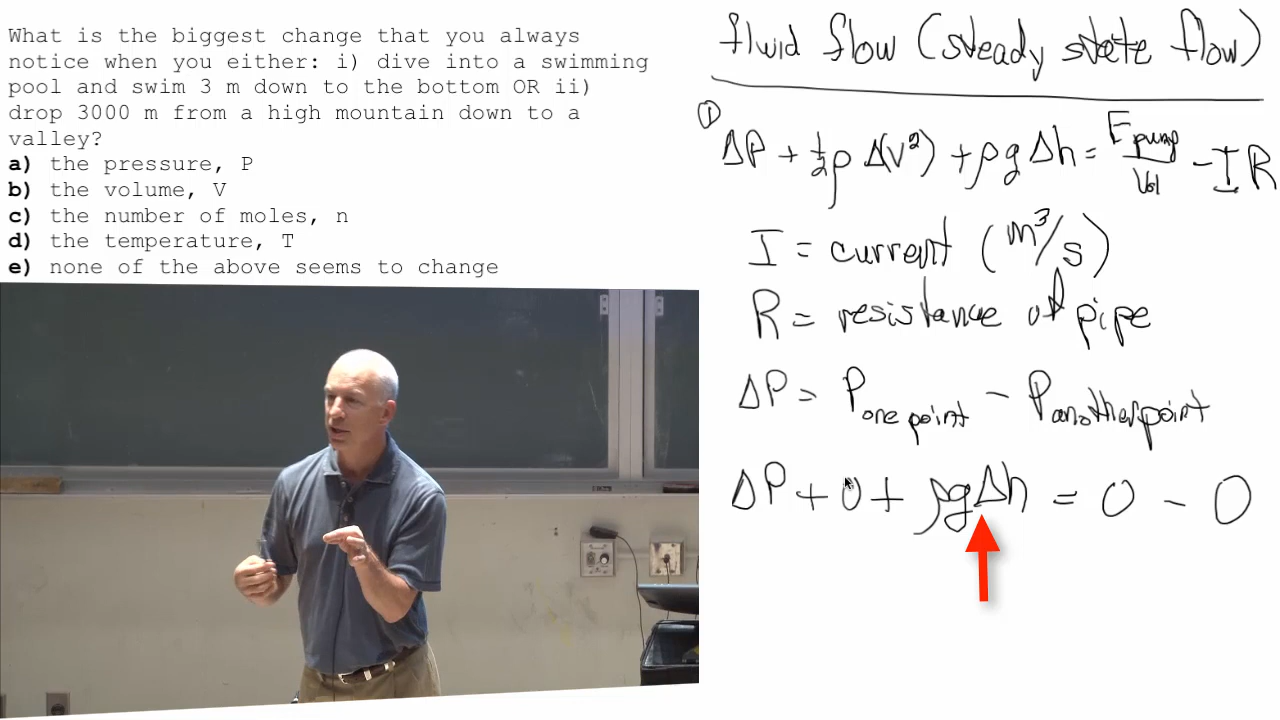 What is the biggest change that you always
notice when you either: i) dive into a swimming
pool and swim 3 m down to the bottom OR ii)
drop 3000 m from a high mountain down to a
valley?
a) the pressure, P
b) the volume, V
c) the number of moles, n
d) the temperature, T
e) none of the above seems to change
fluid flow (steady state flow)
① ΔP + ½ρ Δ(v²) + ρgΔh = E pump / Vol - IR
I = current (m³/s)
R = resistance of pipe
ΔP = P one point - P another point
ΔP + 0 + ρgΔh = 0 - 0